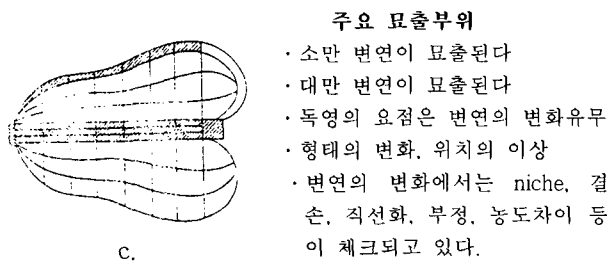 주요 묘출부위
· 소만 변연이 묘출된다
· 대만 변연이 묘출된다
· 독영의 요점은 변연의 변화유무
· 형태의 변화, 위치의 이상
· 변연의 변화에서는 niche, 결
손, 직선화, 부정, 농도차이 등
이 체크되고 있다.
c.